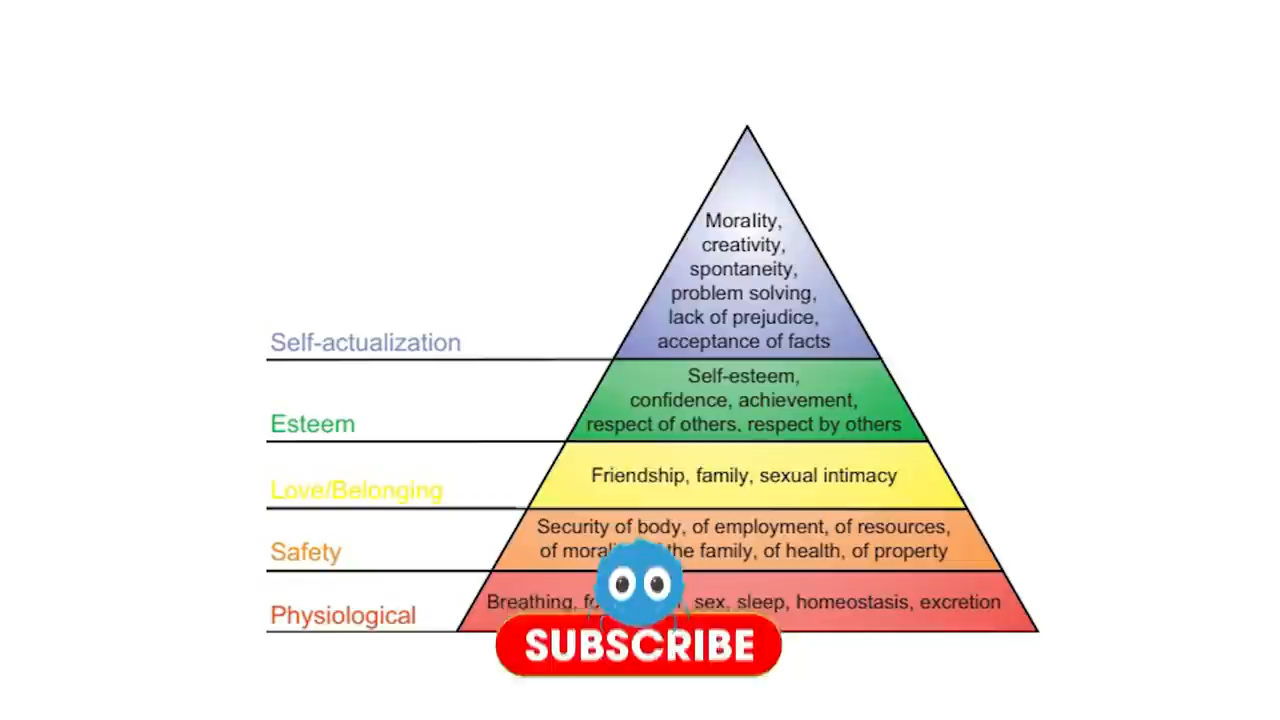 Morality,
creativity,
spontaneity,
problem solving,
lack of prejudice,
acceptance of facts
Self-actualization
Self-esteem,
confidence, achievement,
respect of others, respect by others
Esteem
Friendship, family, sexual intimacy
Love/Belonging
Security of body, of employment, of resources,
of the family, of health, of property
Safety
Breathing, sex, sleep, homeostasis, excretion
Physiological
SUBSCRIBE